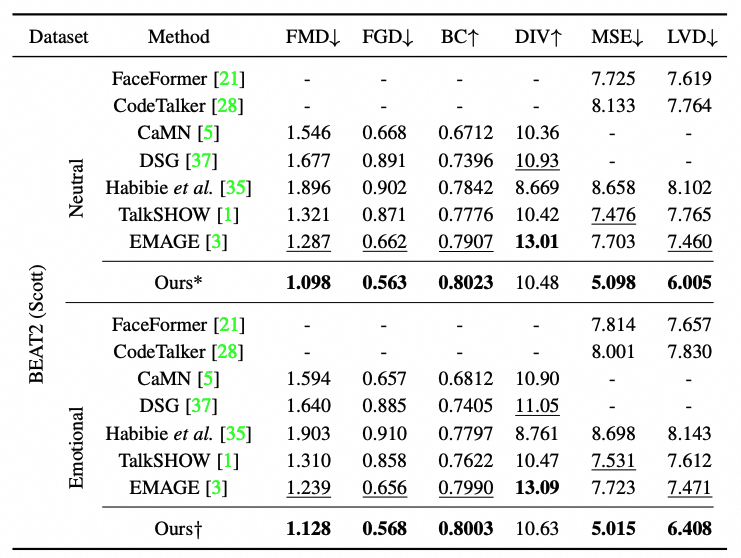 Dataset Method FMD↓ FGD↓ BC↑ DIV↑ MSE↓ LVD↓
BEAT2 (Scott)
Neutral
FaceFormer [21] - - - - 7.725 7.619
CodeTalker [28] - - - - 8.133 7.764
CaMN [5] 1.546 0.668 0.6712 10.36 - -
DSG [37] 1.677 0.891 0.7396 10.93 - -
Habibie et al. [35] 1.896 0.902 0.7842 8.669 8.658 8.102
TalkSHOW [1] 1.321 0.871 0.7776 10.42 7.476 7.765
EMAGE [3] 1.287 0.662 0.7907 13.01 7.703 7.460
Ours* 1.098 0.563 0.8023 10.48 5.098 6.005
Emotional
FaceFormer [21] - - - - 7.814 7.657
CodeTalker [28] - - - - 8.001 7.830
CaMN [5] 1.594 0.657 0.6812 10.90 - -
DSG [37] 1.640 0.885 0.7405 11.05 - -
Habibie et al. [35] 1.903 0.910 0.7797 8.761 8.698 8.143
TalkSHOW [1] 1.310 0.858 0.7622 10.47 7.531 7.612
EMAGE [3] 1.239 0.656 0.7990 13.09 7.723 7.471
Ours† 1.128 0.568 0.8003 10.63 5.015 6.408